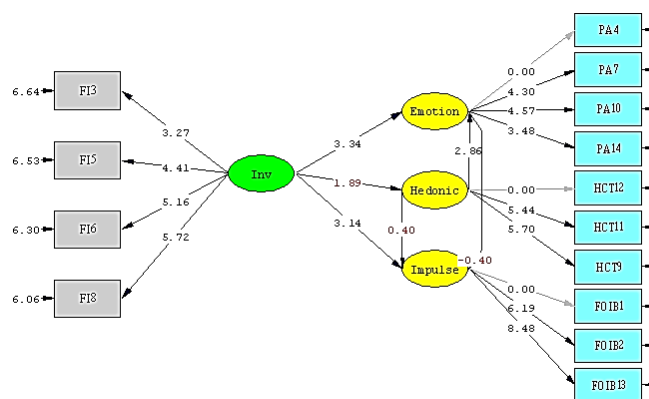 PA4
PA7
PA10
PA14
HCT12
HCT11
HCT9
FOIB1
FOIB2
FOIB13
6.64
FI3
6.53
FI5
6.30
FI6
6.06
FI8
3.27
4.41
5.16
5.72
Inv
3.34
1.89
3.14
Emotion
Hedonic
Impulse
0.40
2.86
-0.40
0.00
4.30
4.57
3.48
0.00
5.44
5.70
0.00
6.19
8.48